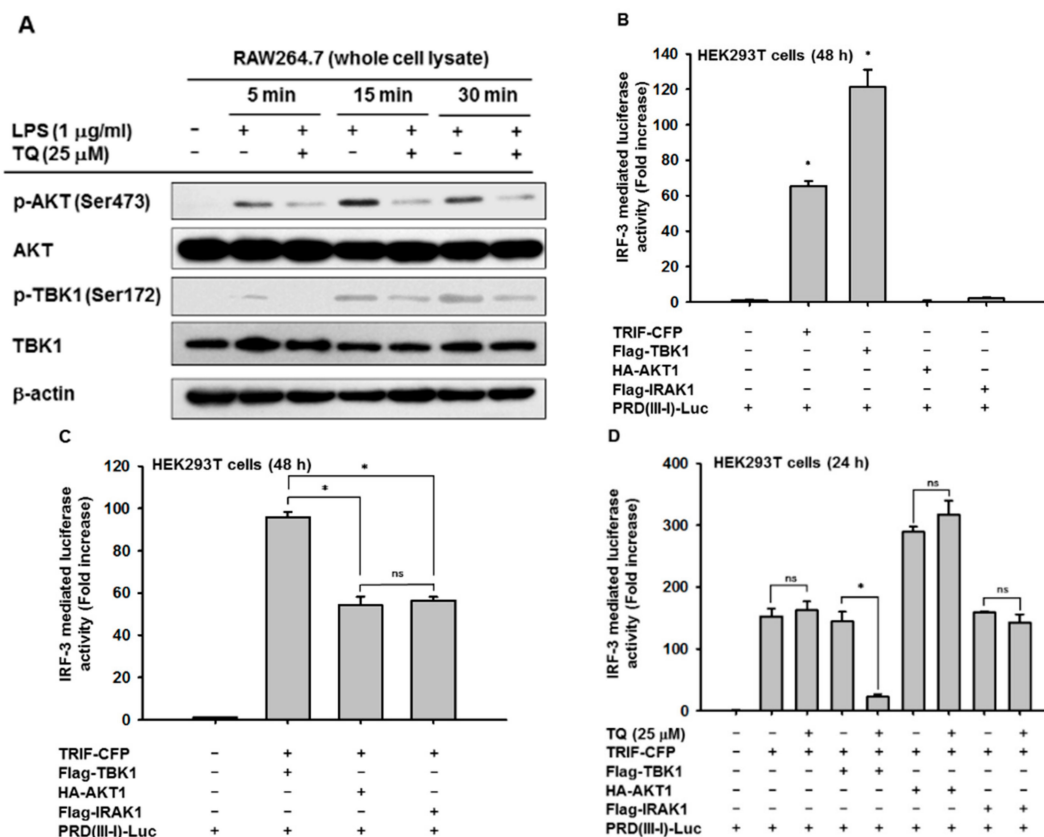 A
RAW264.7 (whole cell lysate)
5 min 15 min 30 min
LPS (1 μg/ml) – + + + + + +
TQ (25 μM) – – + – + – +
p-AKT (Ser473)
AKT
p-TBK1 (Ser172)
TBK1
β-actin
B
HEK293T cells (48 h)
IRF-3 mediated luciferase
activity (Fold increase)
140
120
100
80
60
40
20
0
*
*
TRIF-CFP – + – – –
Flag-TBK1 – – + – –
HA-AKT1 – – – + –
Flag-IRAK1 – – – – +
PRD(III-I)-Luc + + + + +
C
HEK293T cells (48 h)
IRF-3 mediated luciferase
activity (Fold increase)
120
100
80
60
40
20
0
*
*
ns
TRIF-CFP – + + +
Flag-TBK1 – + – –
HA-AKT1 – – + –
Flag-IRAK1 – – – +
PRD(III-I)-Luc + + + +
D
HEK293T cells (24 h)
IRF-3 mediated luciferase
activity (Fold increase)
400
300
200
100
0
ns
*
ns
ns
TQ (25 μM) – – + – + – + – +
TRIF-CFP – + + + + + + + +
Flag-TBK1 – – – + + – – – –
HA-AKT1 – – – – – + + – –
Flag-IRAK1 – – – – – – – + +
PRD(III-I)-Luc + + + + + + + + +